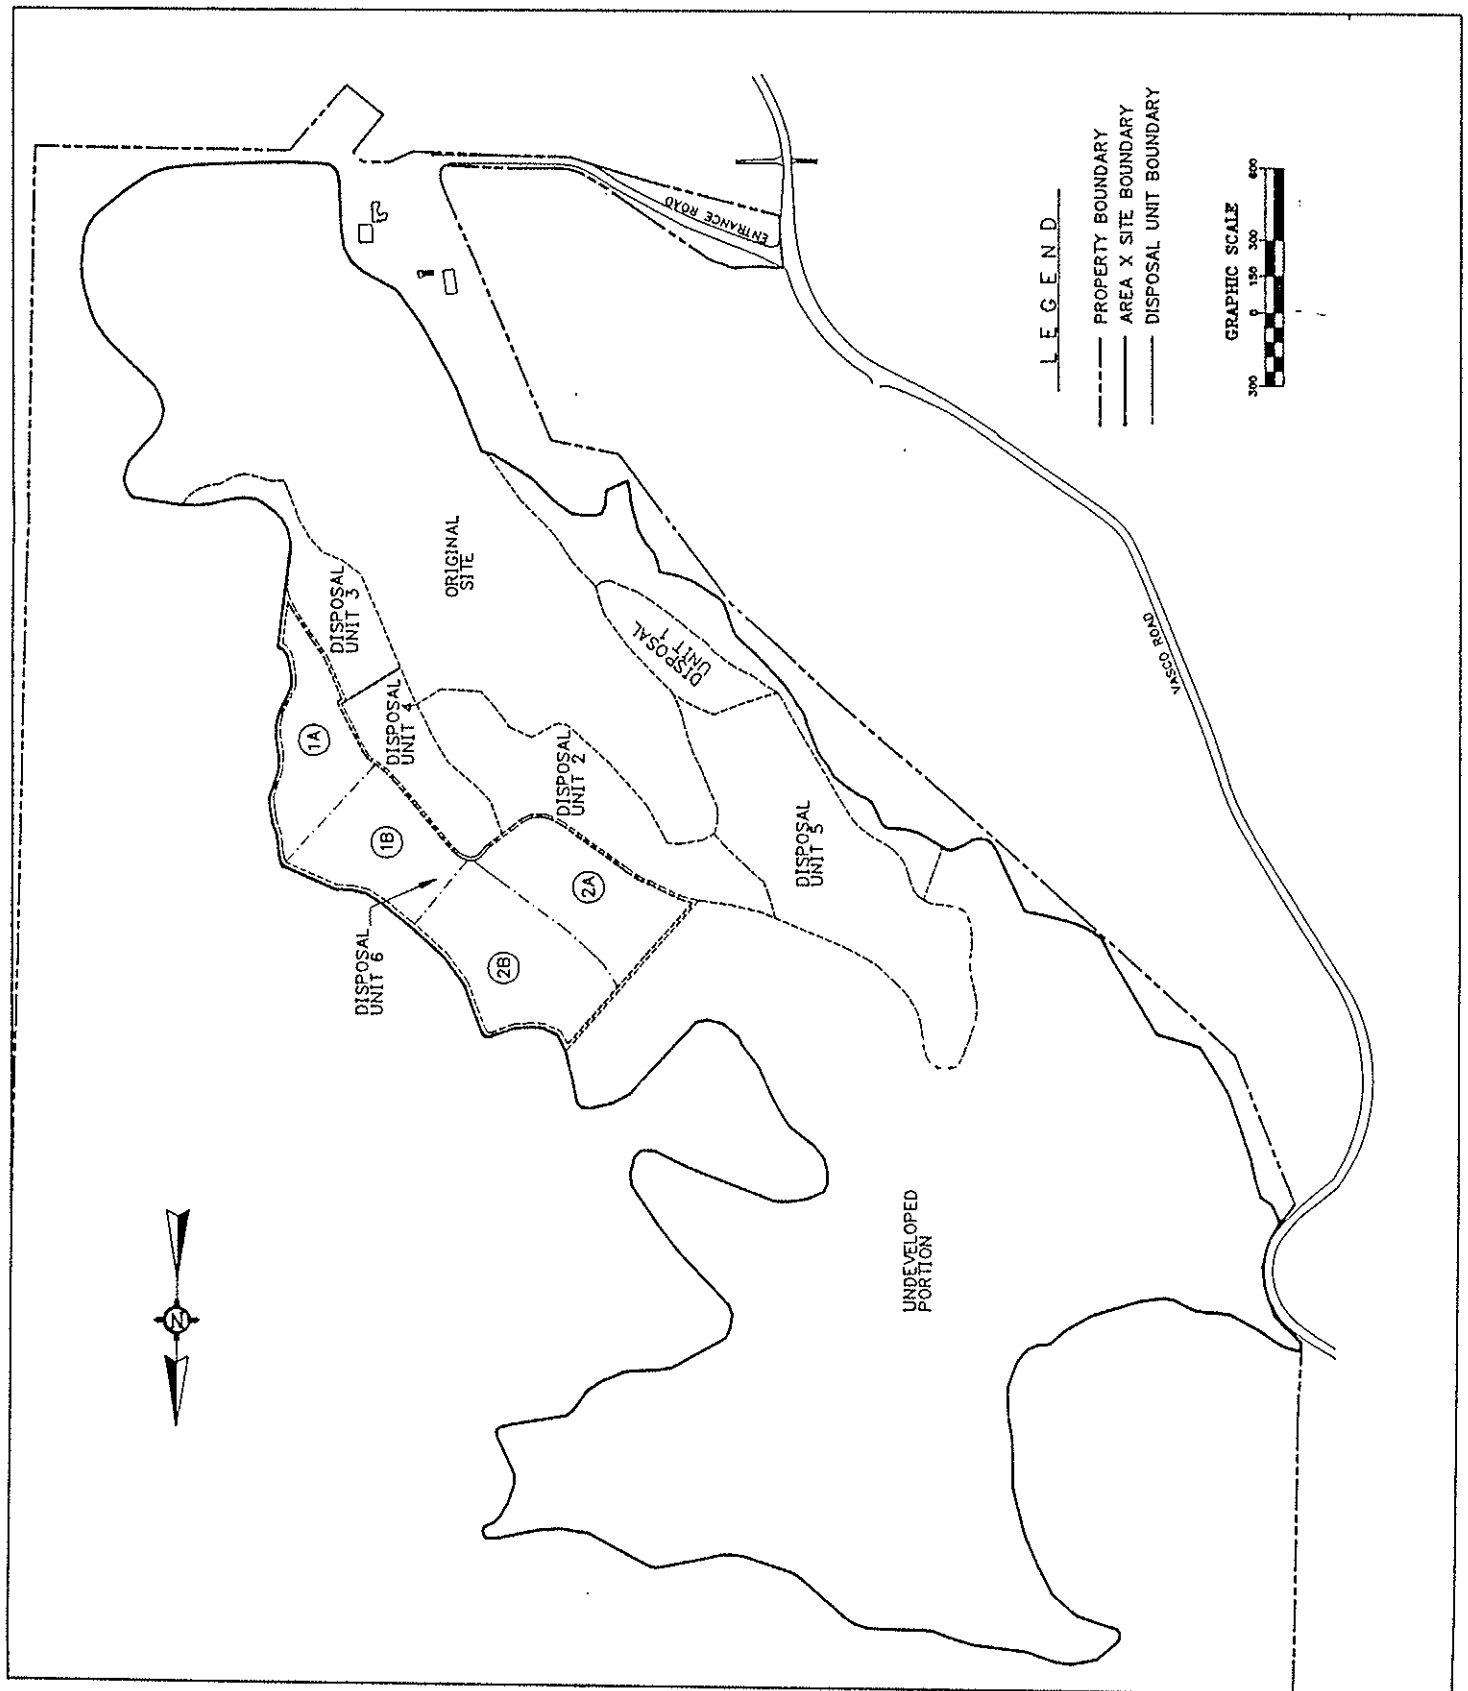 ENTRANCE ROAD
LEGEND
PROPERTY BOUNDARY
AREA X SITE BOUNDARY
DISPOSAL UNIT BOUNDARY
GRAPHIC SCALE
300 0 150 300 600
ORIGINAL
SITE
DISPOSAL
UNIT 3
DISPOSAL
UNIT 1
DISPOSAL
UNIT 4
DISPOSAL
UNIT 2
DISPOSAL
UNIT 5
DISPOSAL
UNIT 6
1A
1B
2A
2B
VASCO ROAD
UNDEVELOPED
PORTION
N